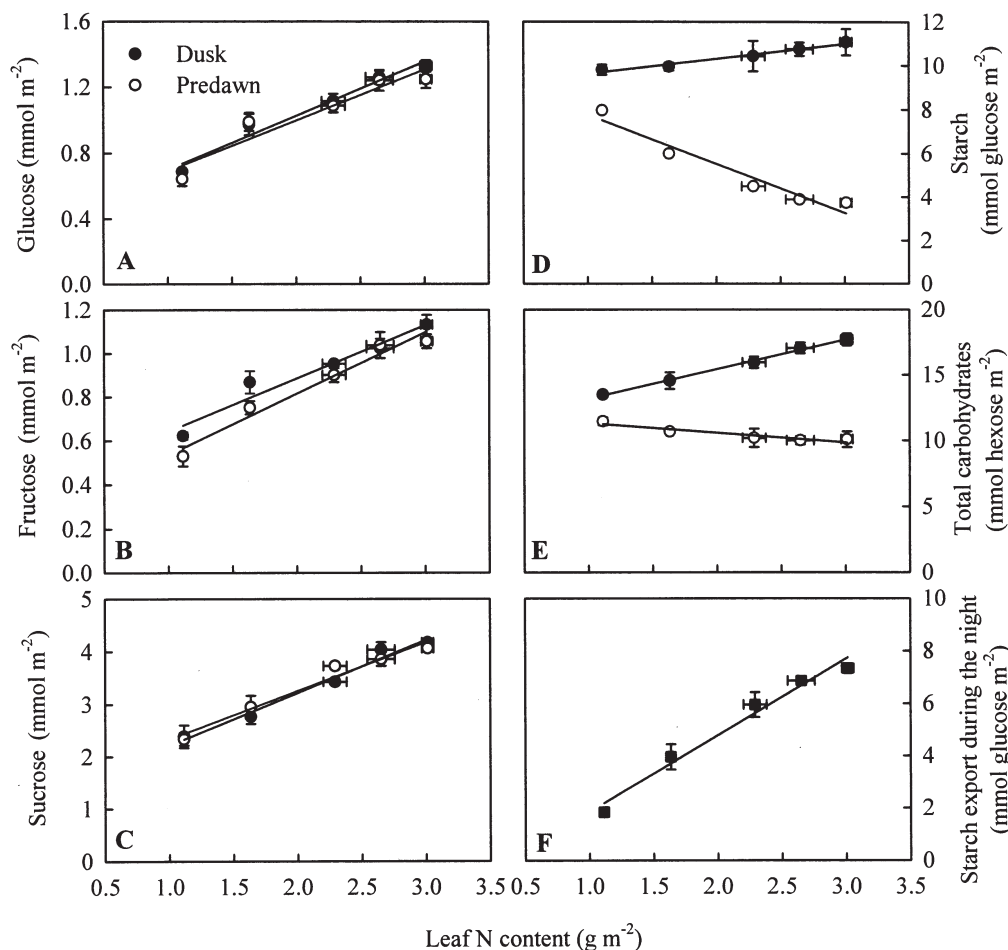 1.6
1.2
0.8
0.4
0.0
Glucose (mmol m-2)
Dusk
Predawn
A
12
10
8
6
4
2
0
Starch
(mmol glucose m-2)
D
1.2
1.0
0.8
0.6
0.4
0.2
0.0
Fructose (mmol m-2)
B
20
15
10
5
0
Total carbohydrates
(mmol hexose m-2)
E
5
4
3
2
1
0
Sucrose (mmol m-2)
C
10
8
6
4
2
0
Starch export during the night
(mmol glucose m-2)
F
0.5 1.0 1.5 2.0 2.5 3.0 3.5
0.5 1.0 1.5 2.0 2.5 3.0 3.5
Leaf N content (g m-2)